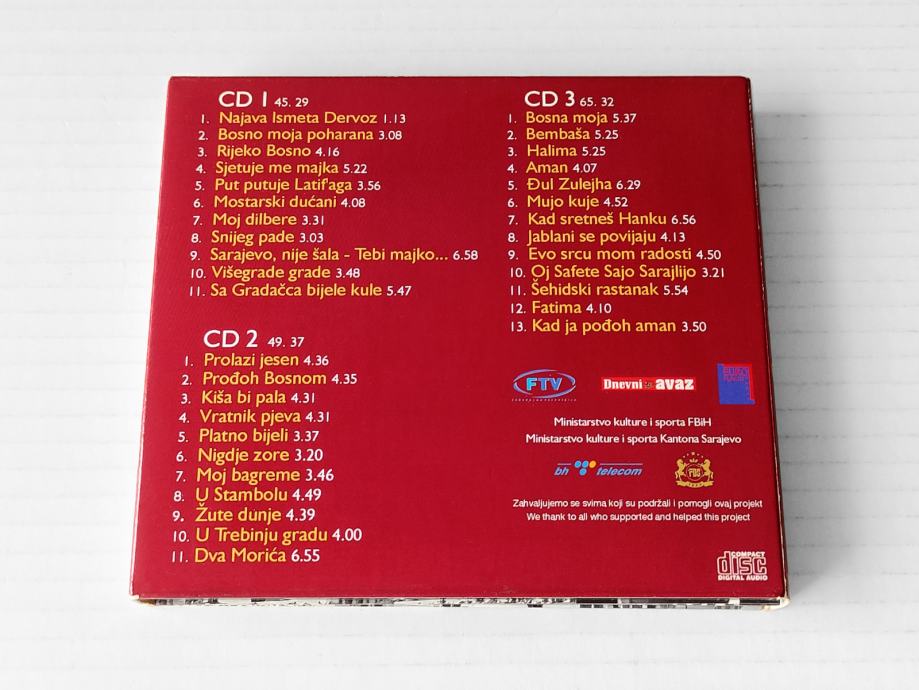 CD 1 45. 29
1. Najava Ismeta Dervoz 1.13
2. Bosno moja poharana 3.08
3. Rijeko Bosno 4.16
4. Sjetuje me majka 5.22
5. Put putuje Latif'aga 3.56
6. Mostarski dućani 4.08
7. Moj dilbere 3.31
8. Snijeg pade 3.03
9. Sarajevo, nije šala - Tebi majko... 6.58
10. Višegrade grade 3.48
11. Sa Gradačca bijele kule 5.47
CD 2 49. 37
1. Prolazi jesen 4.36
2. Prođoh Bosnom 4.35
3. Kiša bi pala 4.31
4. Vratnik pjeva 4.31
5. Platno bijeli 3.37
6. Nigdje zore 3.20
7. Moj bagreme 3.46
8. U Stambolu 4.49
9. Žute dunje 4.39
10. U Trebinju gradu 4.00
11. Dva Morića 6.55
CD 3 65. 32
1. Bosna moja 5.37
2. Bembaša 5.25
3. Halima 5.25
4. Aman 4.07
5. Đul Zulejha 6.29
6. Mujo kuje 4.52
7. Kad sretneš Hanku 6.56
8. Jablani se povijaju 4.13
9. Evo srcu mom radosti 4.50
10. Oj Safete Sajo Sarajlijo 3.21
11. Šehidski rastanak 5.54
12. Fatima 4.10
13. Kad ja pođoh aman 3.50
FTV
Dnevni avaz
Ministarstvo kulture i sporta FBiH
Ministarstvo kulture i sporta Kantona Sarajevo
bh telecom
FDS
Zahvaljujemo se svima koji su podržali i pomogli ovaj projekt
We thank to all who supported and helped this project
COMPACT
disc
DIGITAL AUDIO